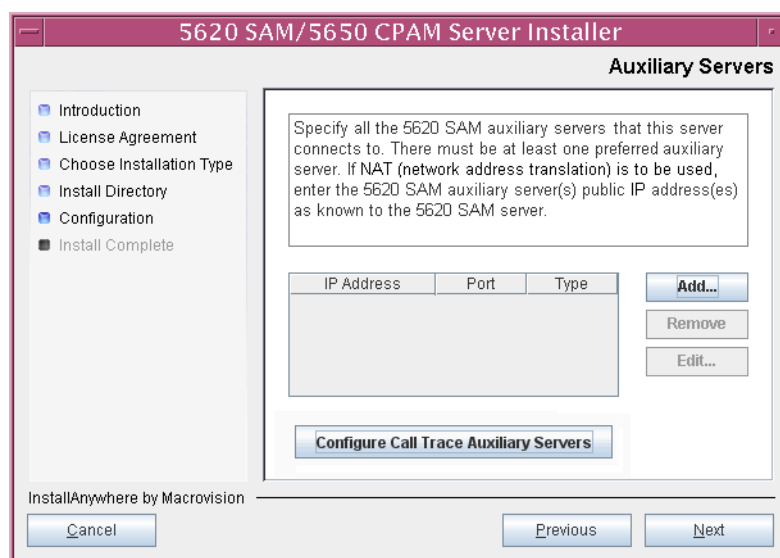 5620 SAM/5650 CPAM Server Installer
Auxiliary Servers
Introduction
License Agreement
Choose Installation Type
Install Directory
Configuration
Install Complete
Specify all the 5620 SAM auxiliary servers that this server
connects to. There must be at least one preferred auxiliary
server. If NAT (network address translation) is to be used,
enter the 5620 SAM auxiliary server(s) public IP address(es)
as known to the 5620 SAM server.
IP Address Port Type
Add...
Remove
Edit...
Configure Call Trace Auxiliary Servers
InstallAnywhere by Macrovision
Cancel Previous Next